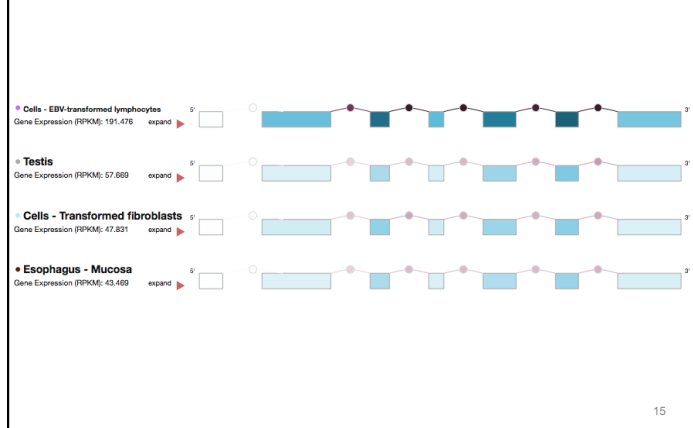 Cells - EBV-transformed lymphocytes 5' 3'
Gene Expression (RPKM): 191.476 expand
Testis 5' 3'
Gene Expression (RPKM): 57.669 expand
Cells - Transformed fibroblasts 5' 3'
Gene Expression (RPKM): 47.831 expand
Esophagus - Mucosa 5' 3'
Gene Expression (RPKM): 43.469 expand
15